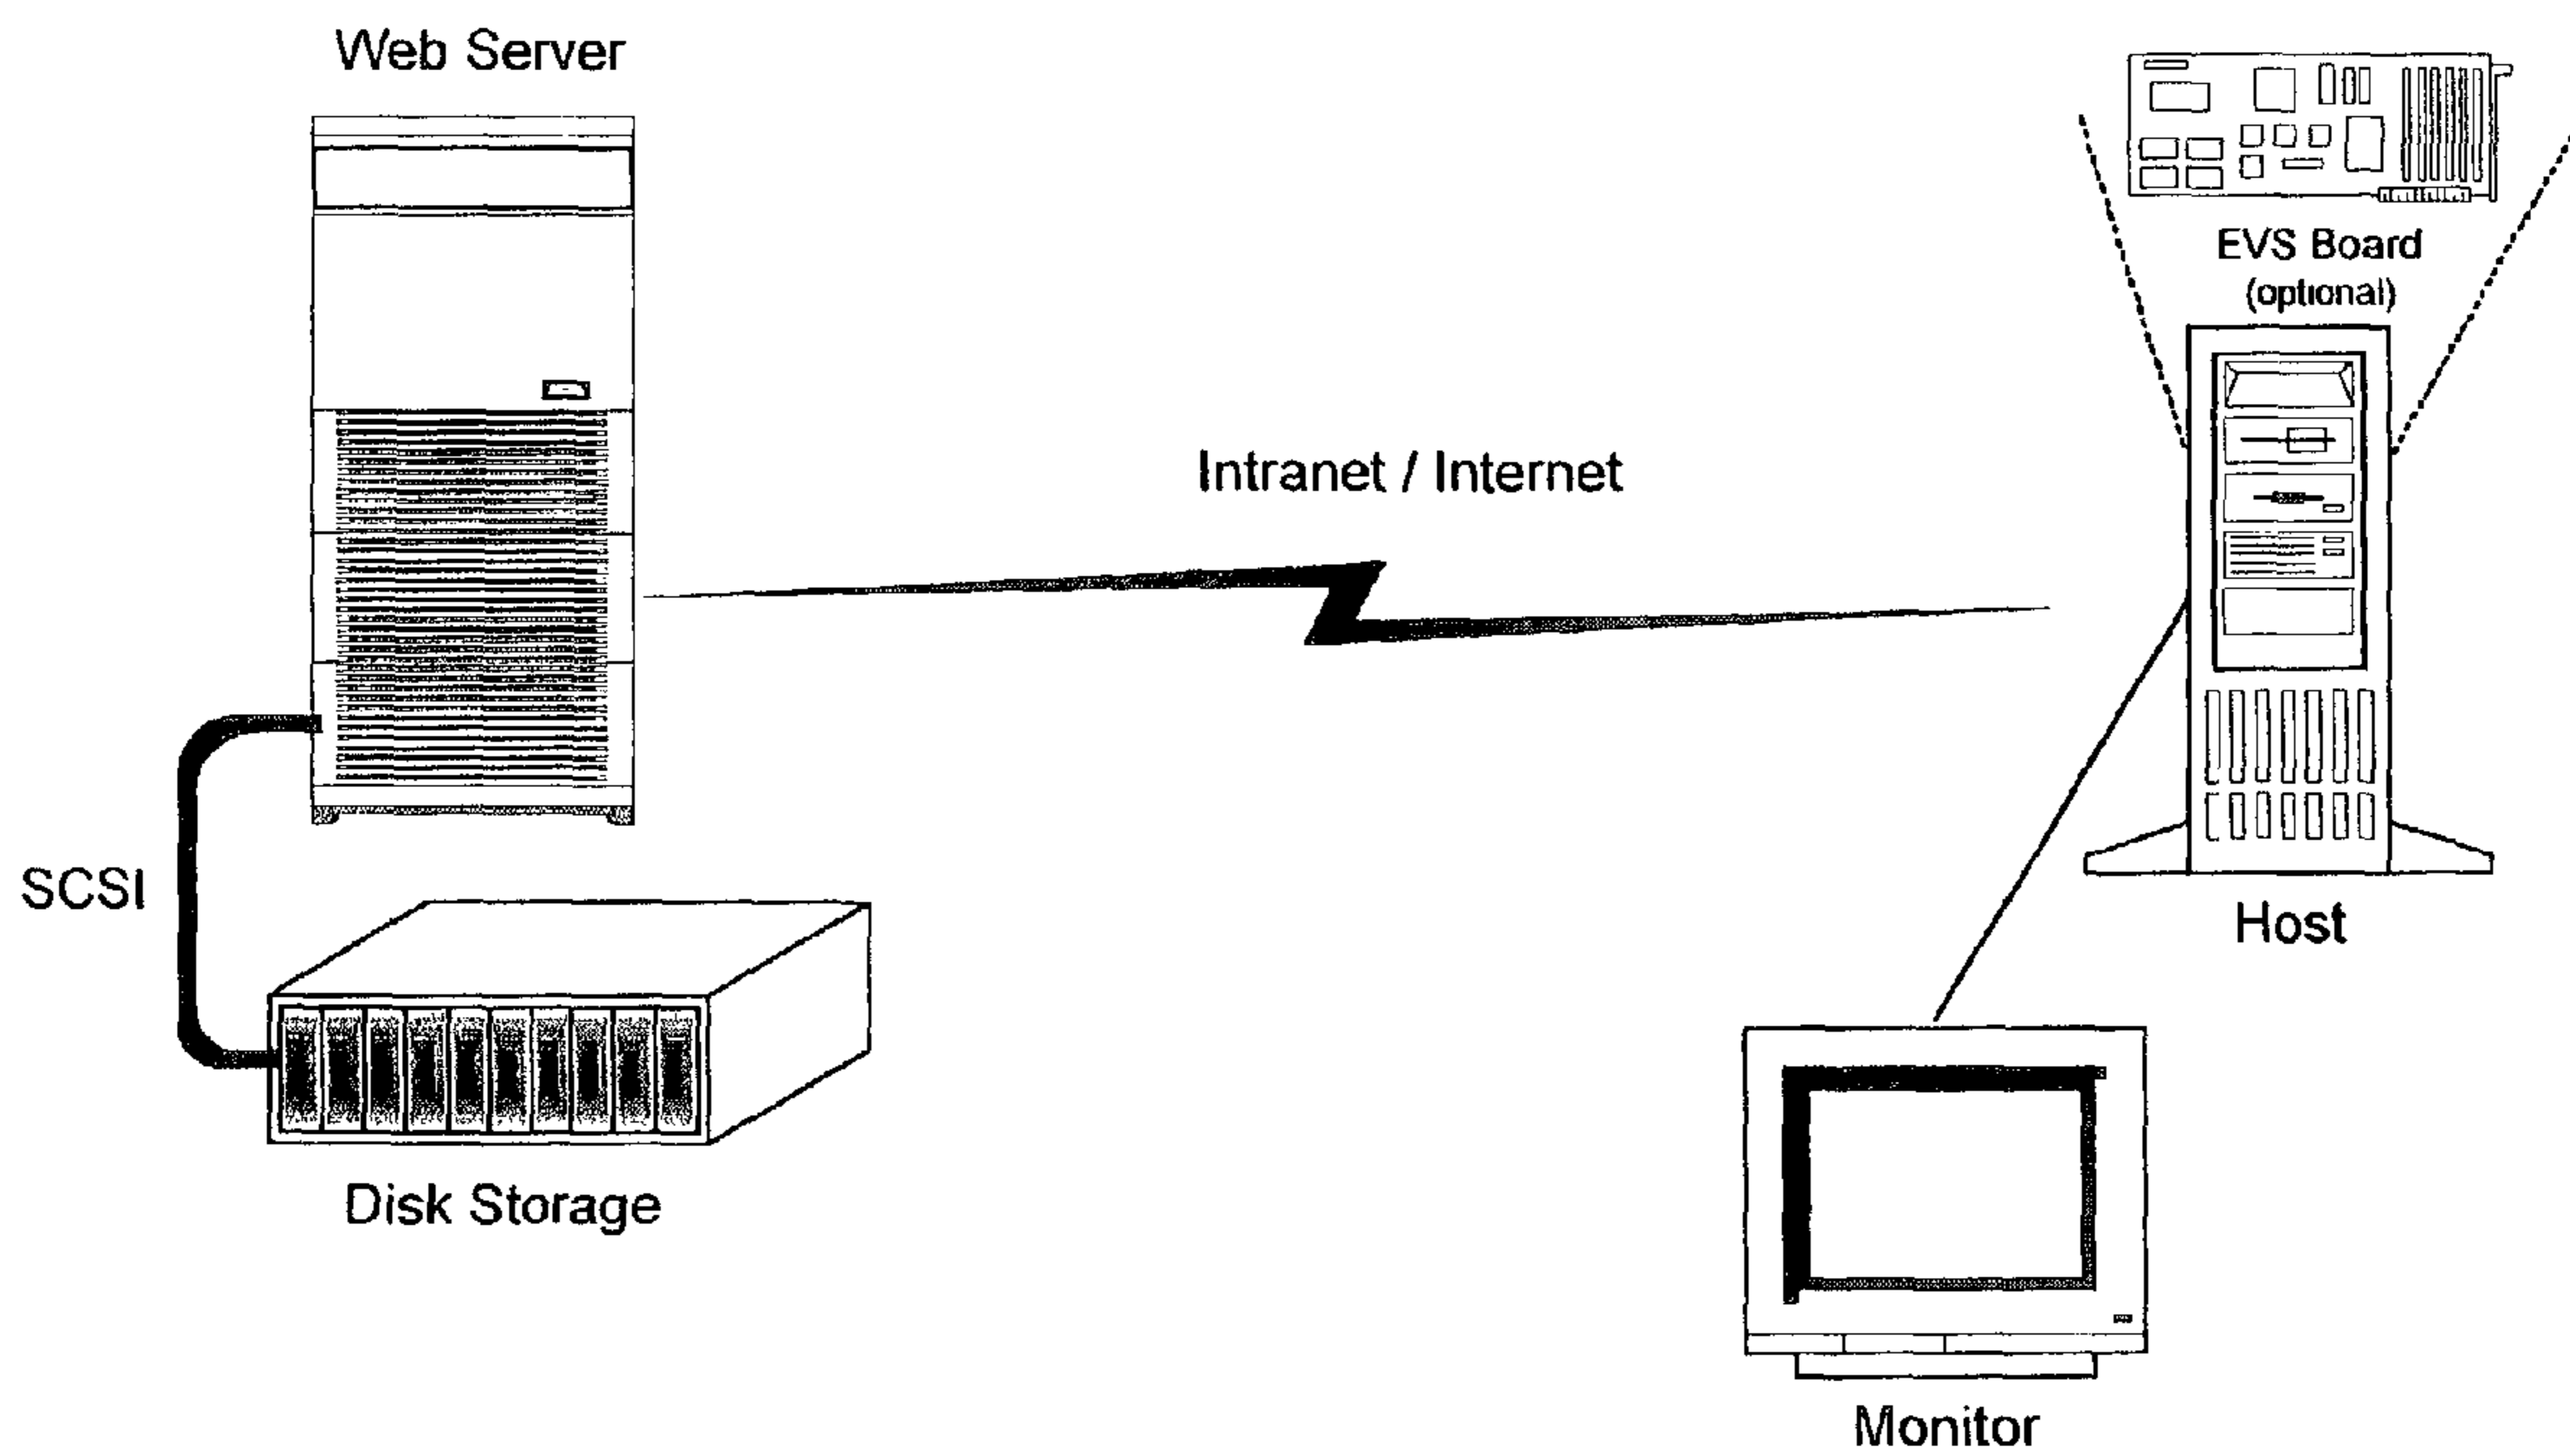 Web Server
EVS Board
(optional)
Intranet / Internet
SCSI
Host
Disk Storage
Monitor